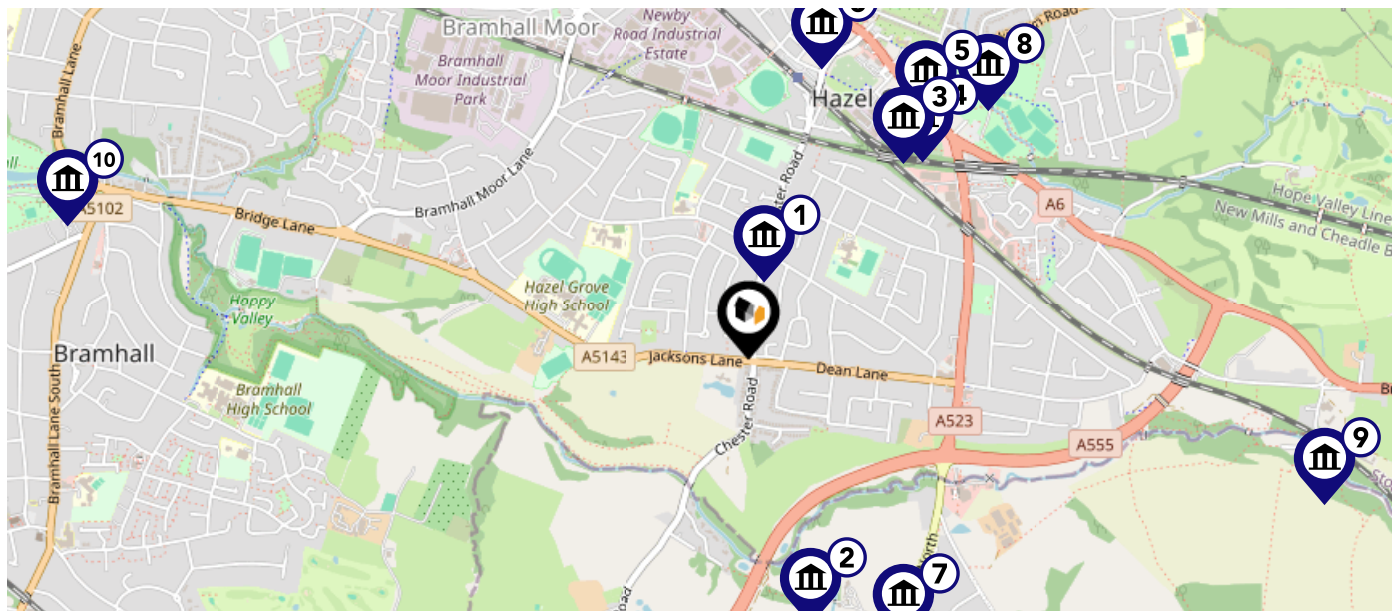 Bramhall Moor
Newby
Road Industrial
Estate
Bramhall
Moor Industrial
Park
Bramhall Lane
5
8
Hazel
3
4
10
A5102
Bridge Lane
Bramhall Moor Lane
1
A6
Hope Valley Line
New Mills and Cheadle
Hazel Grove
High School
Happy
Valley
Bramhall
A5143
Jacksons Lane
Dean Lane
Bramhall
High School
Bramhall Lane South
Chester Road
A523
A555
9
2
7